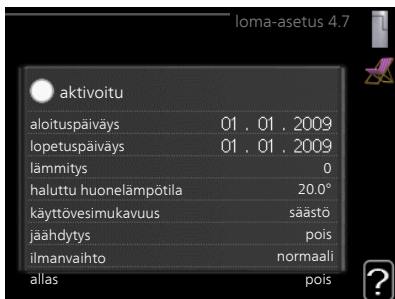 loma-asetus 4.7
aktivoitu
aloituspäiväys 01 . 01 . 2009
lopetuspäiväys 01 . 01 . 2009
lämmitys 0
haluttu huonelämpötila 20.0°
käyttövesimukavuus säästö
jäähdytys pois
ilmanvaihto normaali
allas pois
?